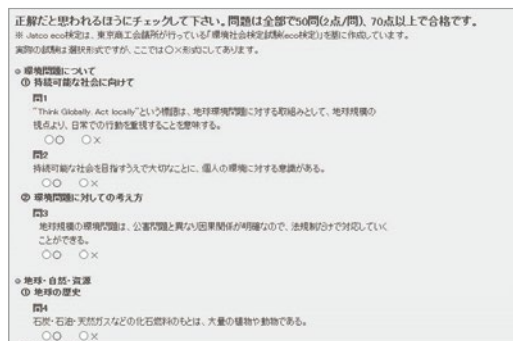 正解だと思われるほうにチェックして下さい。問題は全部で50問(2点/問)、70点以上で合格です。
※ Jatco eco検定は、東京商工会議所が行っている「環境社会検定試験(eco検定)」を基に作成しています。
実際の試験は選択形式ですが、ここでは○×形式にしてあります。
◎ 環境問題について
① 持続可能な社会に向けて
問1
"Think Globally. Act locally"という標語は、地球環境問題に対する取組みとして、地球規模の
視点より、日常での行動を重視することを意味する。
○○ ○×
問2
持続可能な社会を目指すうえで大切なことに、個人の環境に対する意識がある。
○○ ○×
② 環境問題に対しての考え方
問3
地球規模の環境問題は、公害問題と異なり因果関係が明確なので、法規制だけで対応していく
ことができる。
○○ ○×
◎ 地球・自然・資源
① 地球の歴史
問4
石炭・石油・天然ガスなどの化石燃料のもとは、大量の植物や動物である。
○○ ○×